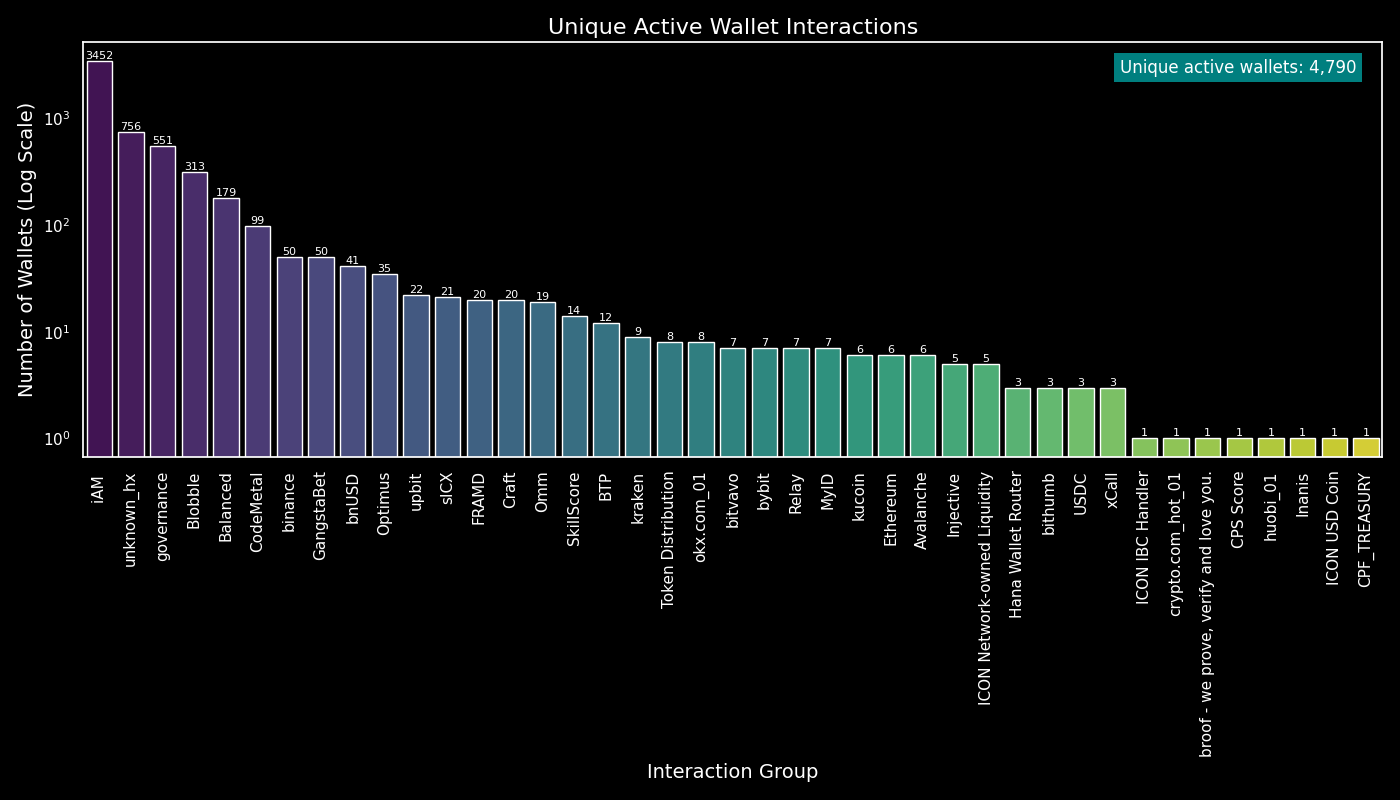 Unique Active Wallet Interactions
Unique active wallets: 4,790
Number of Wallets (Log Scale)
10³
10²
10¹
10⁰
3452
756
551
313
179
99
50
50
41
35
22
21
20
20
19
14
12
9
8
8
7
7
7
7
6
6
6
5
5
3
3
3
3
1
1
1
1
1
1
1
1
iAM
unknown_hx
governance
Blobble
Balanced
CodeMetal
binance
GangstaBet
bnUSD
Optimus
upbit
sICX
FRAMD
Craft
Omm
SkillScore
BTP
kraken
Token Distribution
okx.com_01
bitvavo
bybit
Relay
MyID
kucoin
Ethereum
Avalanche
Injective
ICON Network-owned Liquidity
Hana Wallet Router
bithumb
USDC
xCall
ICON IBC Handler
crypto.com_hot_01
broof - we prove, verify and love you.
CPS Score
huobi_01
Inanis
ICON USD Coin
CPF_TREASURY
Interaction Group